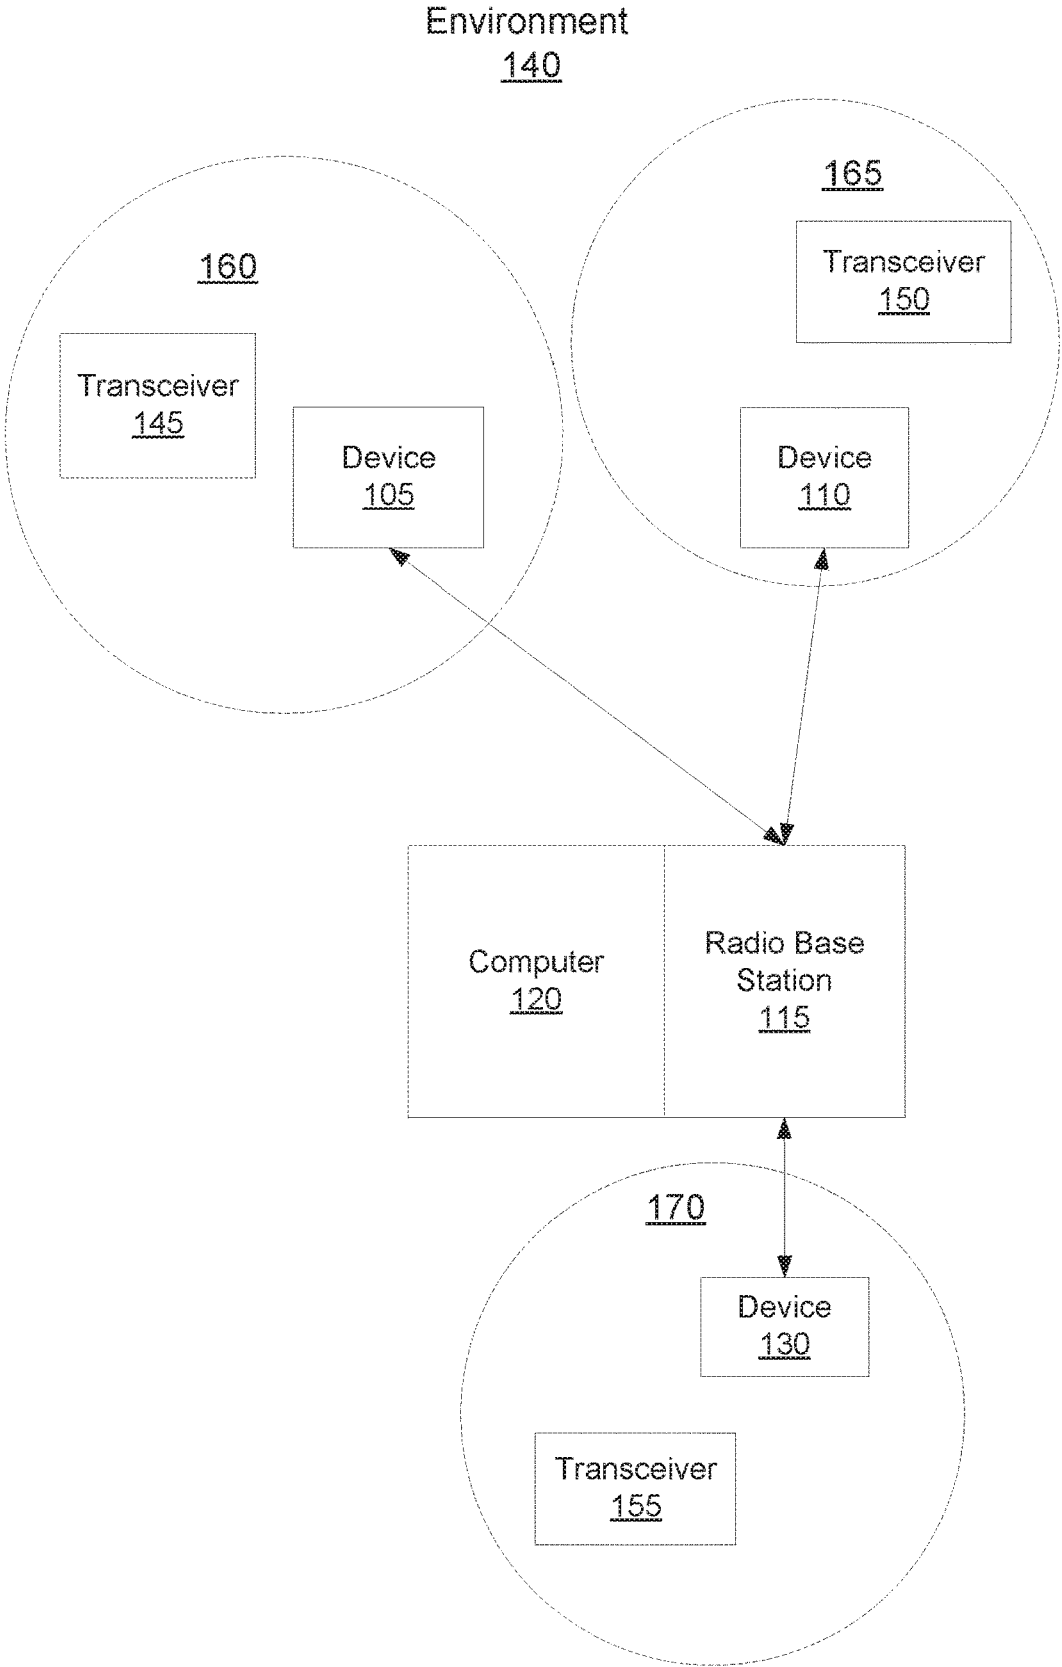 Environment
140
165
Transceiver
150
160
Transceiver
145
Device
105
Device
110
Computer
120
Radio Base
Station
115
170
Device
130
Transceiver
155